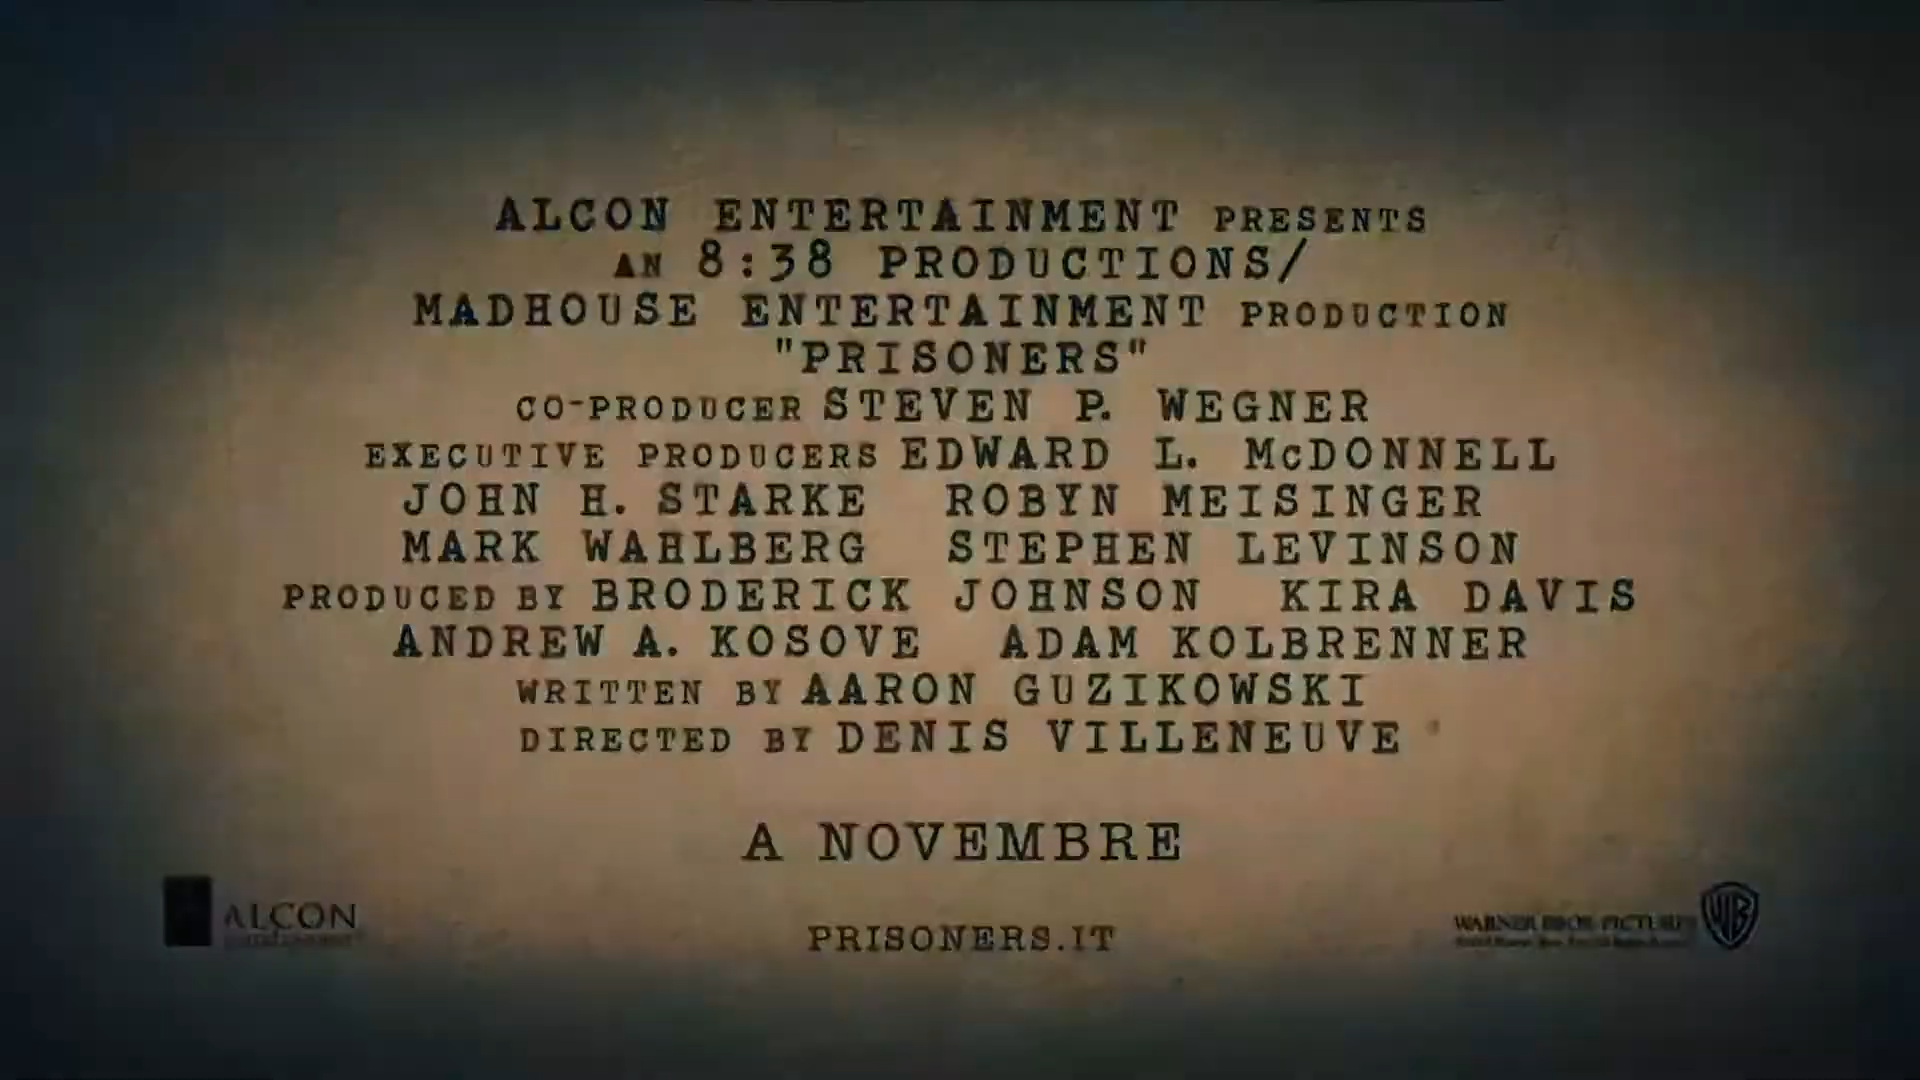 ALCON ENTERTAINMENT PRESENTS
AN 8:38 PRODUCTIONS/
MADHOUSE ENTERTAINMENT PRODUCTION
"PRISONERS"
CO-PRODUCER STEVEN P. WEGNER
EXECUTIVE PRODUCERS EDWARD L. McDONNELL
JOHN H. STARKE ROBYN MEISINGER
MARK WAHLBERG STEPHEN LEVINSON
PRODUCED BY BRODERICK JOHNSON KIRA DAVIS
ANDREW A. KOSOVE ADAM KOLBRENNER
WRITTEN BY AARON GUZIKOWSKI
DIRECTED BY DENIS VILLENEUVE
A NOVEMBRE
ALCON
WARNER BROS. PICTURES
WB
PRISONERS.IT